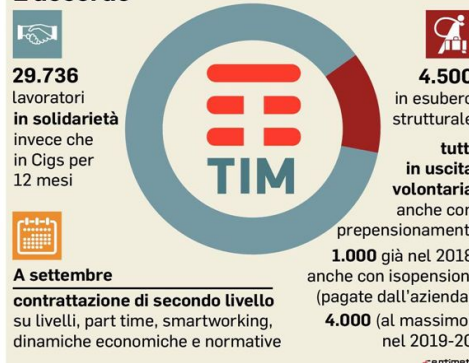 L'accordo
29.736
lavoratori
in solidarietà
invece che
in Cigs per
12 mesi
A settembre
contrattazione di secondo livello
su livelli, part time, smartworking,
dinamiche economiche e normative
TIM
4.500
in esubero
strutturale
tutt
in uscita
volontaria
anche con
prepensionament
1.000 già nel 2018
anche con isopension
(pagate dall'azienda
4.000 (al massimo
nel 2019-20